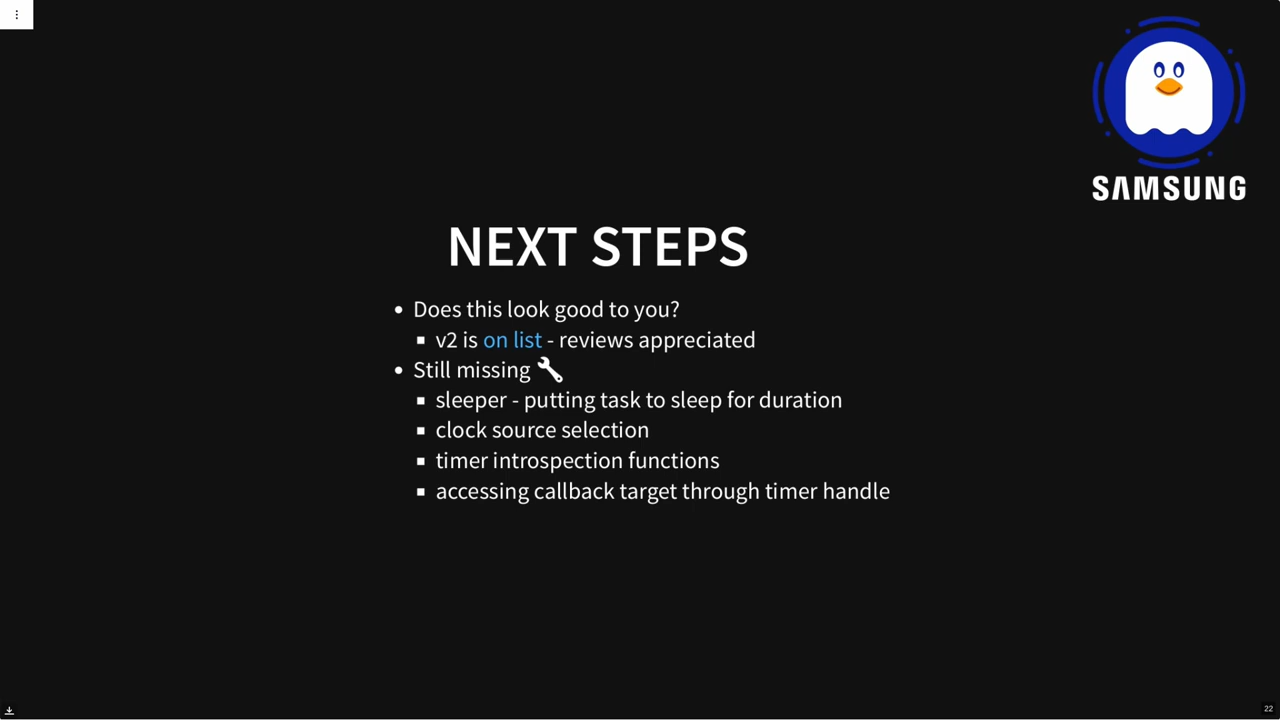 SAMSUNG
NEXT STEPS
Does this look good to you?
v2 is on list - reviews appreciated
Still missing
sleeper - putting task to sleep for duration
clock source selection
timer introspection functions
accessing callback target through timer handle
22